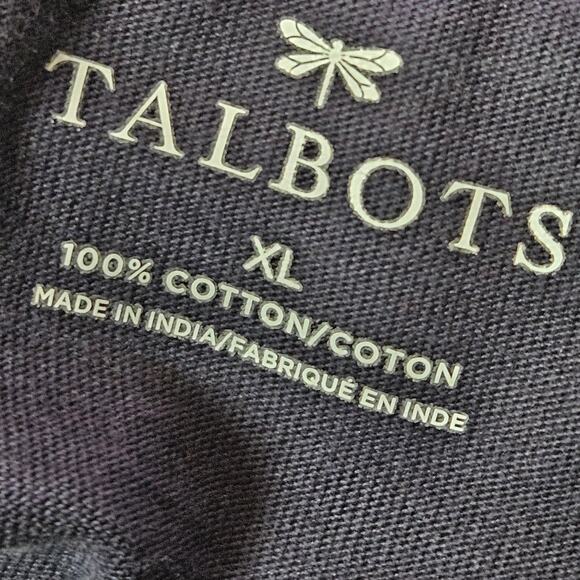 TALBOTS
XL
100% COTTON/COTON
MADE IN INDIA/FABRIQUÉ EN INDE